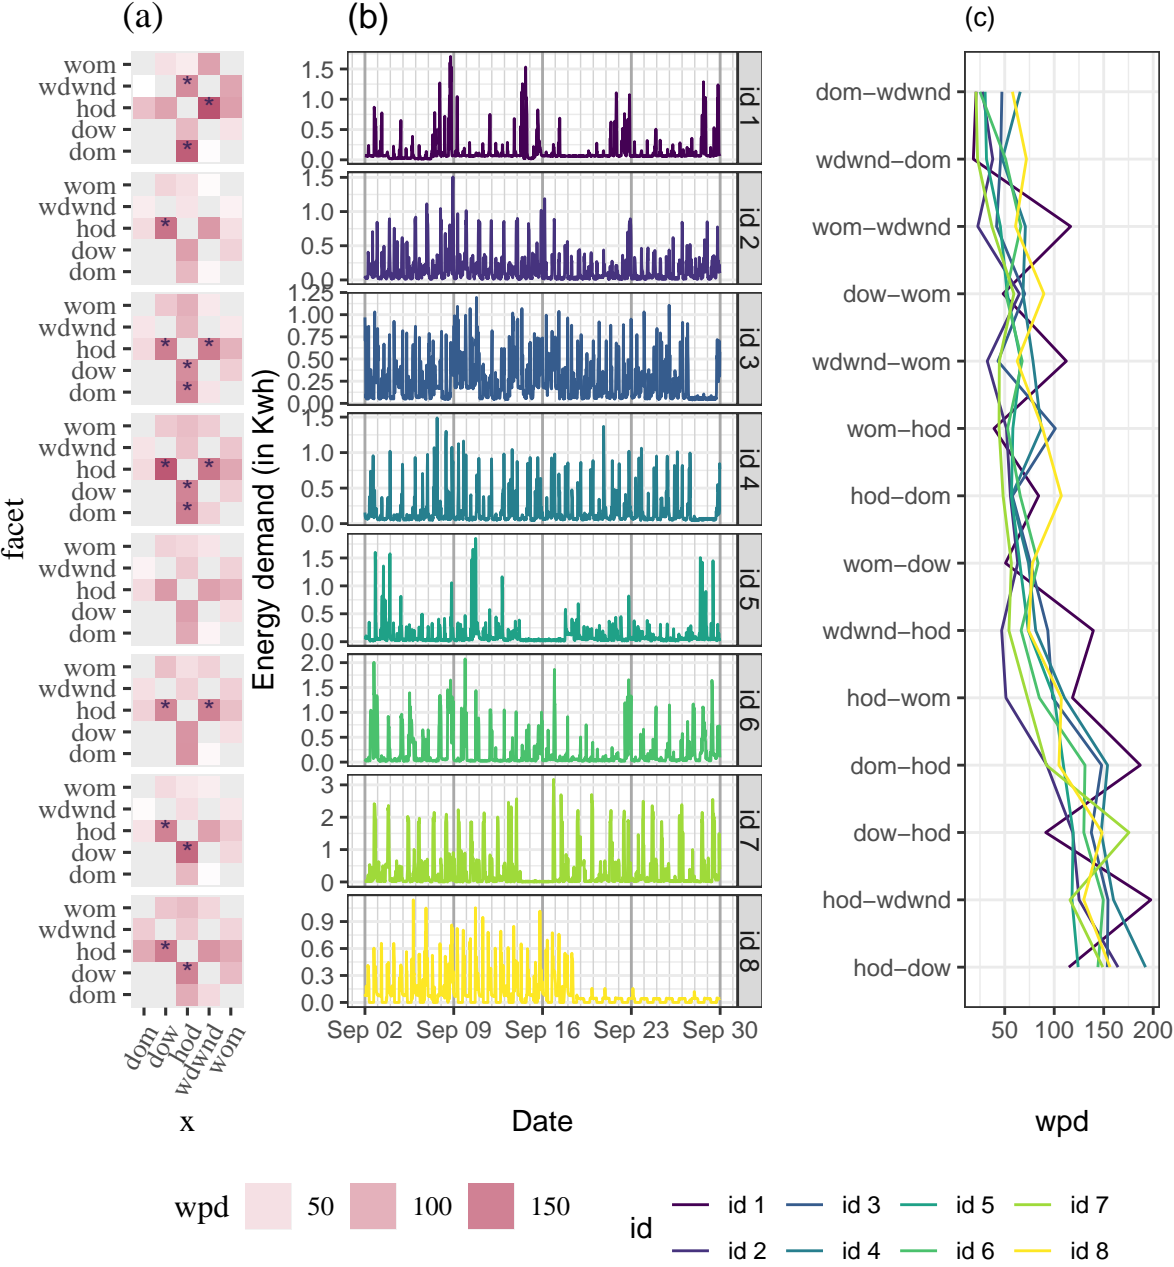 (a)
(b)
(c)
facet
wom
wdwnd
hod
dow
dom
* * *
wom
wdwnd
hod
dow
dom
*
wom
wdwnd
hod
dow
dom
* * * *
wom
wdwnd
hod
dow
dom
* * * *
wom
wdwnd
hod
dow
dom
wom
wdwnd
hod
dow
dom
* *
wom
wdwnd
hod
dow
dom
* *
wom
wdwnd
hod
dow
dom
* *
dom dow hod wdwnd wom
x
Energy demand (in Kwh)
1.5
1.0
0.5
0.0
id 1
1.5
1.0
0.5
0.0
id 2
1.25
1.00
0.75
0.50
0.25
0.00
id 3
1.5
1.0
0.5
0.0
id 4
2.0
1.5
1.0
0.5
0.0
id 5
2.0
1.5
1.0
0.5
0.0
id 6
3
2
1
0
id 7
0.9
0.6
0.3
0.0
id 8
Sep 02 Sep 09 Sep 16 Sep 23 Sep 30
Date
dom−wdwnd
wdwnd−dom
wom−wdwnd
dow−wom
wdwnd−wom
wom−hod
hod−dom
wom−dow
wdwnd−hod
hod−wom
dom−hod
dow−hod
hod−wdwnd
hod−dow
50 100 150 200
wpd
wpd 50 100 150
id
id 1 id 3 id 5 id 7
id 2 id 4 id 6 id 8